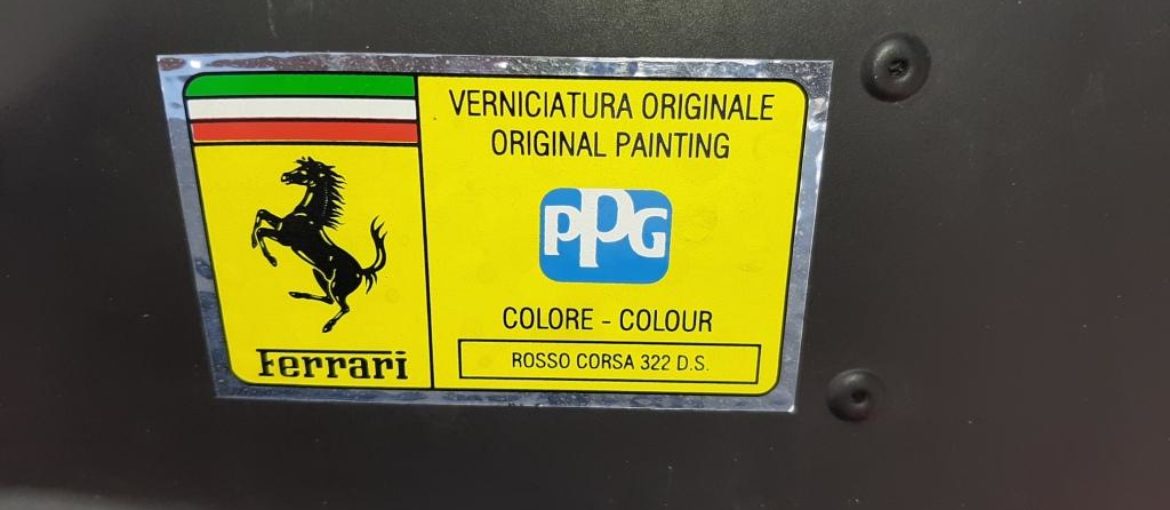 VERNICIATURA ORIGINALE
ORIGINAL PAINTING
PPG
COLORE - COLOUR
ROSSO CORSA 322 D.S.
Ferrari